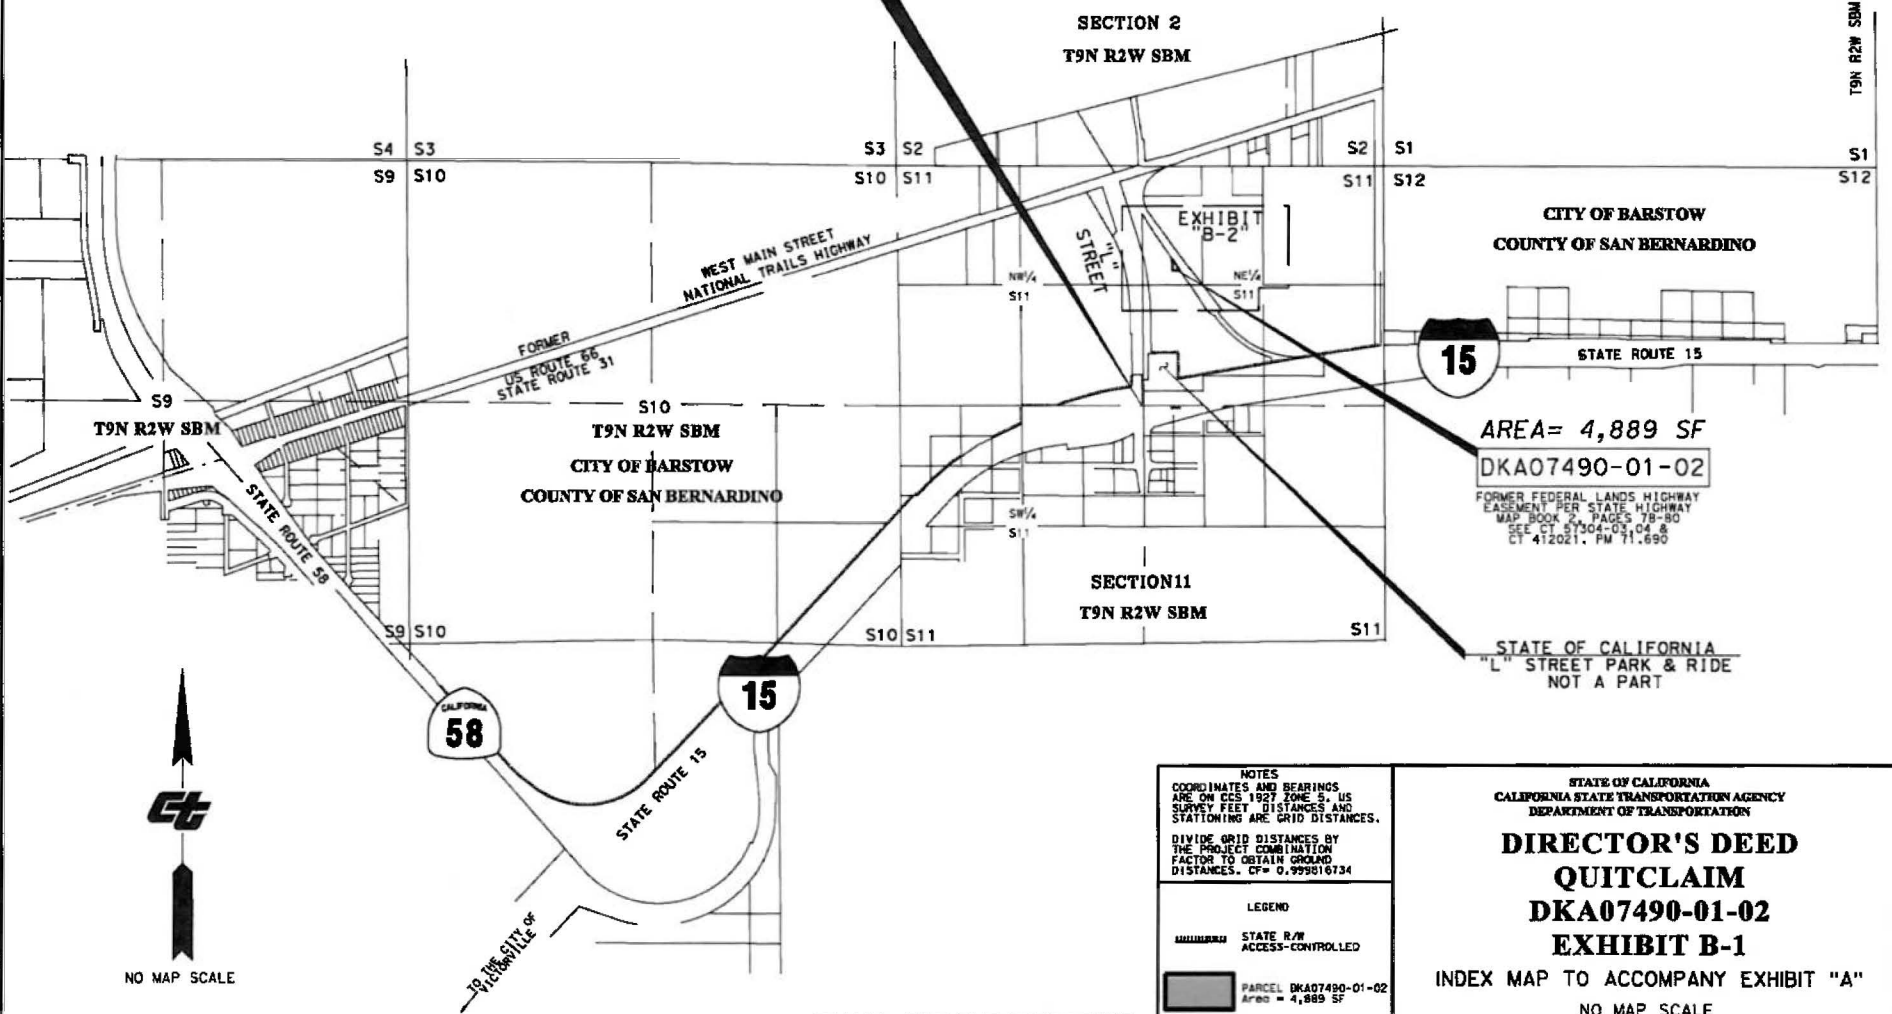 SECTION 2
T9N R2W SBM
T9N R2W SBM
S4 S3
S9 S10
S3 S2
S10 S11
S2 S1
S11 S12
S1
S12
CITY OF BARSTOW
COUNTY OF SAN BERNARDINO
EXHIBIT
"B-2"
"L"
STREET
NW¼
S11
NE¼
S11
WEST MAIN STREET
NATIONAL TRAILS HIGHWAY
FORMER
US ROUTE 66
STATE ROUTE 31
15
STATE ROUTE 15
S9
T9N R2W SBM
S10
T9N R2W SBM
CITY OF BARSTOW
COUNTY OF SAN BERNARDINO
AREA= 4,889 SF
DKA07490-01-02
FORMER FEDERAL LANDS HIGHWAY
EASEMENT PER STATE HIGHWAY
MAP BOOK 2, PAGES 78-80
SEE CT 57304-03,04 &
CT 412021, PM 71.690
STATE ROUTE 58
SW¼
S11
SECTION11
T9N R2W SBM
S9 S10
S10 S11
S11
STATE OF CALIFORNIA
"L" STREET PARK & RIDE
NOT A PART
15
CALIFORNIA
58
STATE ROUTE 15
TO THE CITY OF
VICTORVILLE
ct
NO MAP SCALE
NOTES
COORDINATES AND BEARINGS
ARE ON CCS 1927 ZONE 5. US
SURVEY FEET DISTANCES AND
STATIONING ARE GRID DISTANCES.
DIVIDE GRID DISTANCES BY
THE PROJECT COMBINATION
FACTOR TO OBTAIN GROUND
DISTANCES. CF= 0.999816734
LEGEND
STATE R/W
ACCESS-CONTROLLED
PARCEL DKA07490-01-02
Area = 4,889 SF
STATE OF CALIFORNIA
CALIFORNIA STATE TRANSPORTATION AGENCY
DEPARTMENT OF TRANSPORTATION
DIRECTOR'S DEED
QUITCLAIM
DKA07490-01-02
EXHIBIT B-1
INDEX MAP TO ACCOMPANY EXHIBIT "A"
NO MAP SCALE